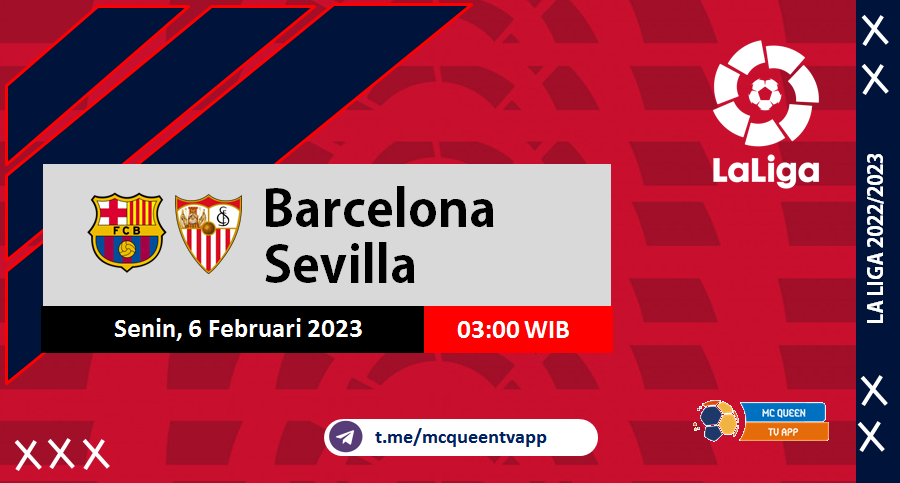 LaLiga
LA LIGA 2022/2023
FCB
Barcelona
Sevilla
Senin, 6 Februari 2023
03:00 WIB
t.me/mcqueentvapp
MC QUEEN
TV APP